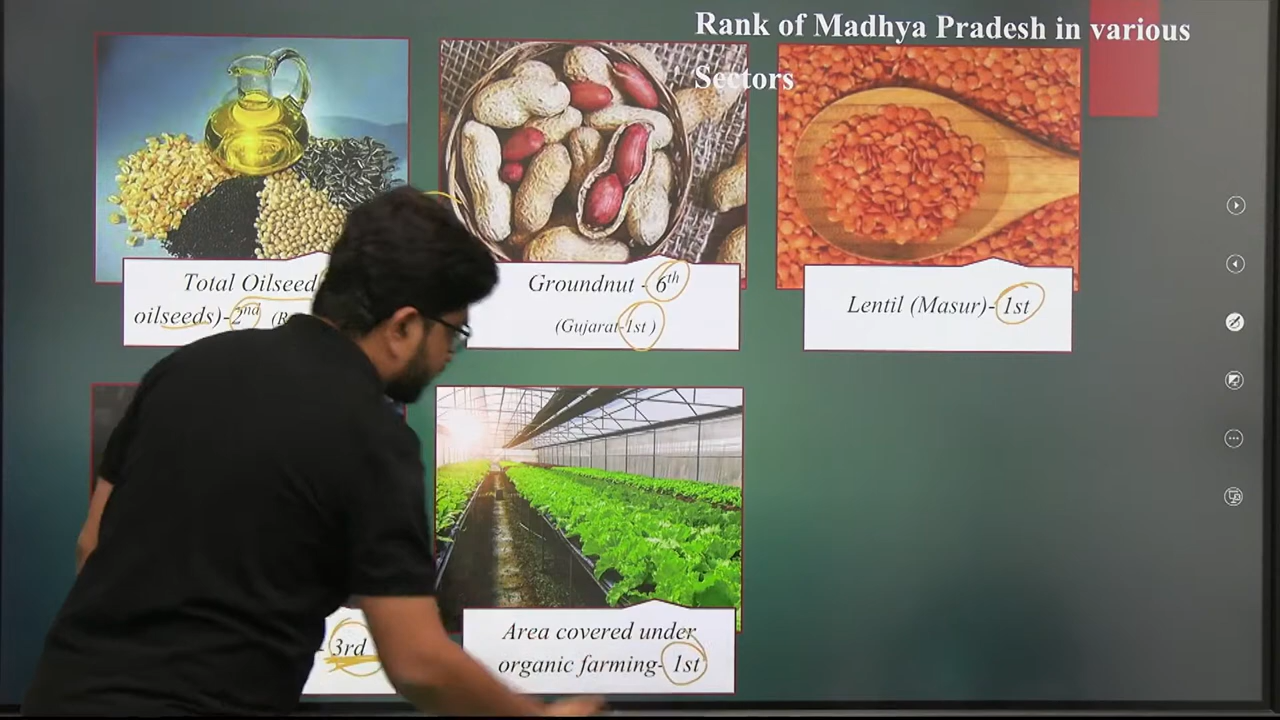 Rank of Madhya Pradesh in various
Sectors
Total Oilseed
oilseeds)-2nd (R
Groundnut - 6th
(Gujarat-1st )
Lentil (Masur)- 1st
3rd
Area covered under
organic farming- 1st